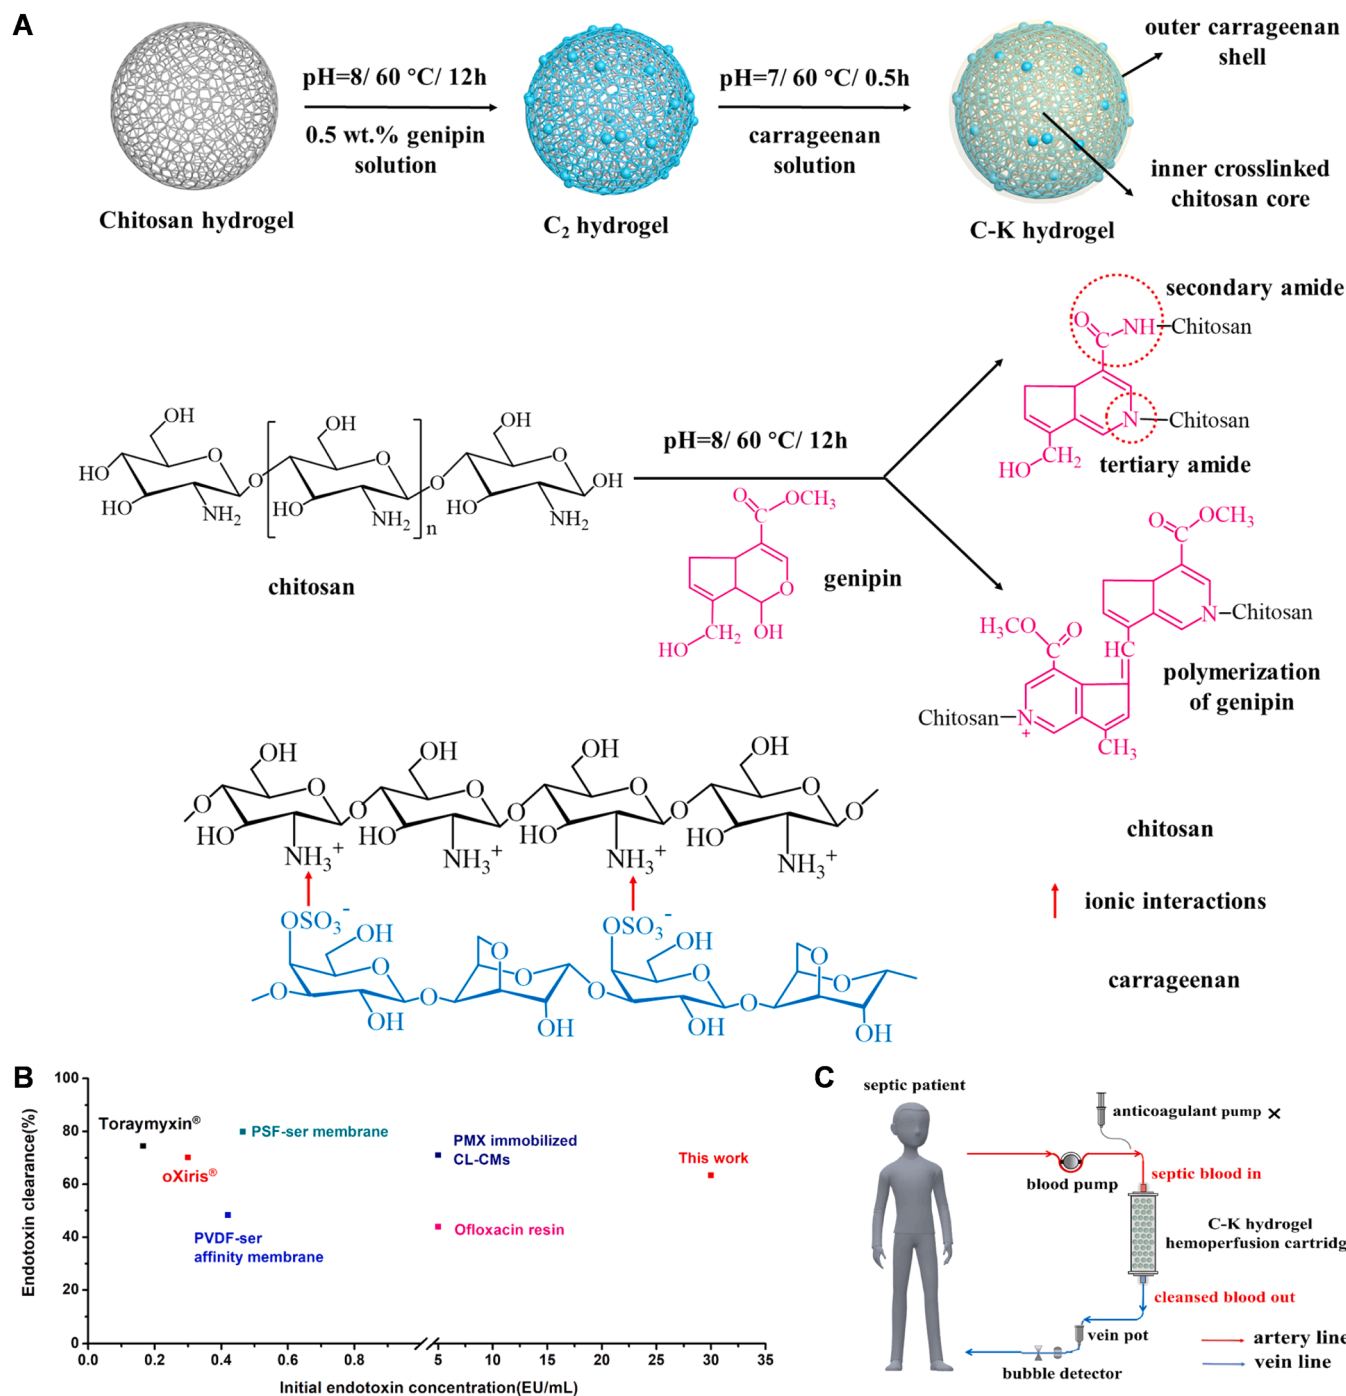 A
pH=8/ 60 °C/ 12h
0.5 wt.% genipin
solution
pH=7/ 60 °C/ 0.5h
carrageenan
solution
outer carrageenan
shell
inner crosslinked
chitosan core
Chitosan hydrogel
C2 hydrogel
C-K hydrogel
secondary amide
O
C
NH
Chitosan
N
Chitosan
HO
CH2
tertiary amide
OH
OH
OH
HO
O
O
O
O
O
HO
HO
HO
NH2
NH2
NH2
OH
n
chitosan
pH=8/ 60 °C/ 12h
O
OCH3
C
O
CH2
OH
HO
genipin
O
OCH3
C
N
Chitosan
HC
H3CO
O
C
Chitosan
N
+
CH3
polymerization
of genipin
OH
OH
OH
OH
O
O
O
O
O
O
O
O
O
HO
HO
HO
HO
NH3+
NH3+
NH3+
NH3+
chitosan
ionic interactions
OSO3-
OSO3-
OH
OH
O
O
O
O
O
O
O
O
O
O
OH
OH
OH
OH
carrageenan
B
Endotoxin clearance(%)
100
80
60
40
20
0
Toraymyxin®
oXiris®
PSF-ser membrane
PVDF-ser
affinity membrane
PMX immobilized
CL-CMs
Ofloxacin resin
This work
0.0
0.2
0.4
0.6
0.8
5
10
15
20
25
30
35
Initial endotoxin concentration(EU/mL)
C
septic patient
anticoagulant pump ×
blood pump
septic blood in
C-K hydrogel
hemoperfusion cartridg
cleansed blood out
vein pot
bubble detector
artery line
vein line